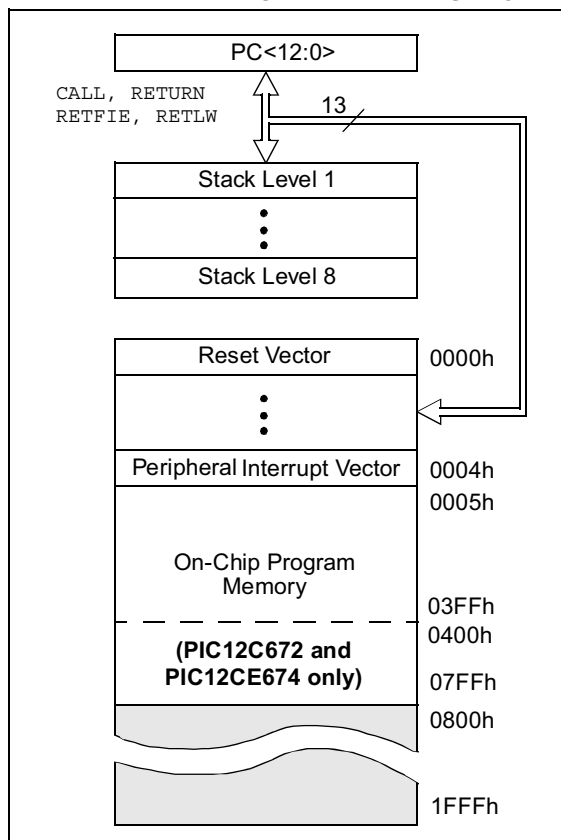 PC<12:0>
CALL, RETURN
RETFIE, RETLW
13
Stack Level 1
Stack Level 8
Reset Vector
0000h
Peripheral Interrupt Vector
0004h
0005h
On-Chip Program
Memory
03FFh
0400h
(PIC12C672 and
PIC12CE674 only)
07FFh
0800h
1FFFh